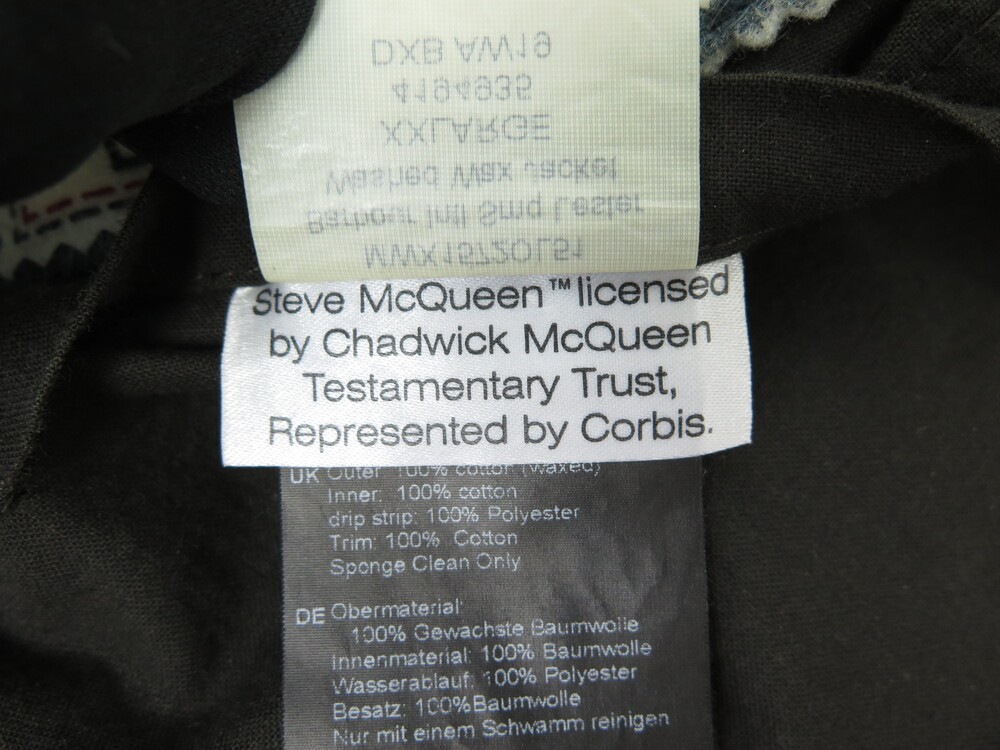 MWX1572OL51
Barbour Intl Smq Lester
Washed Wax Jacket
XXLARGE
4194935
DXB AW19
Steve McQueen™ licensed
by Chadwick McQueen
Testamentary Trust,
Represented by Corbis.
UK Outer: 100% cotton (waxed)
Inner: 100% cotton
drip strip: 100% Polyester
Trim: 100% Cotton
Sponge Clean Only
DE Obermaterial:
100% Gewachste Baumwolle
Innenmaterial: 100% Baumwolle
Wasserablauf: 100% Polyester
Besatz: 100%Baumwolle
Nur mit einem Schwamm reinigen